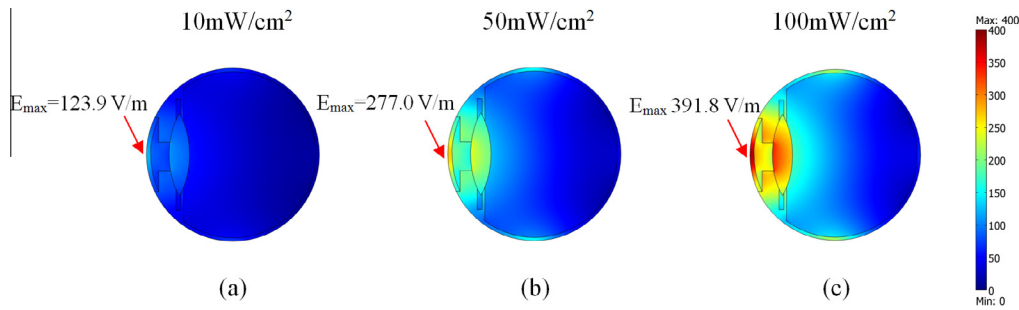 10mW/cm²
50mW/cm²
100mW/cm²
Eₘₐₓ=123.9 V/m
Eₘₐₓ=277.0 V/m
Eₘₐₓ 391.8 V/m
(a)
(b)
(c)
Max: 400
400
350
300
250
200
150
100
50
0
Min: 0